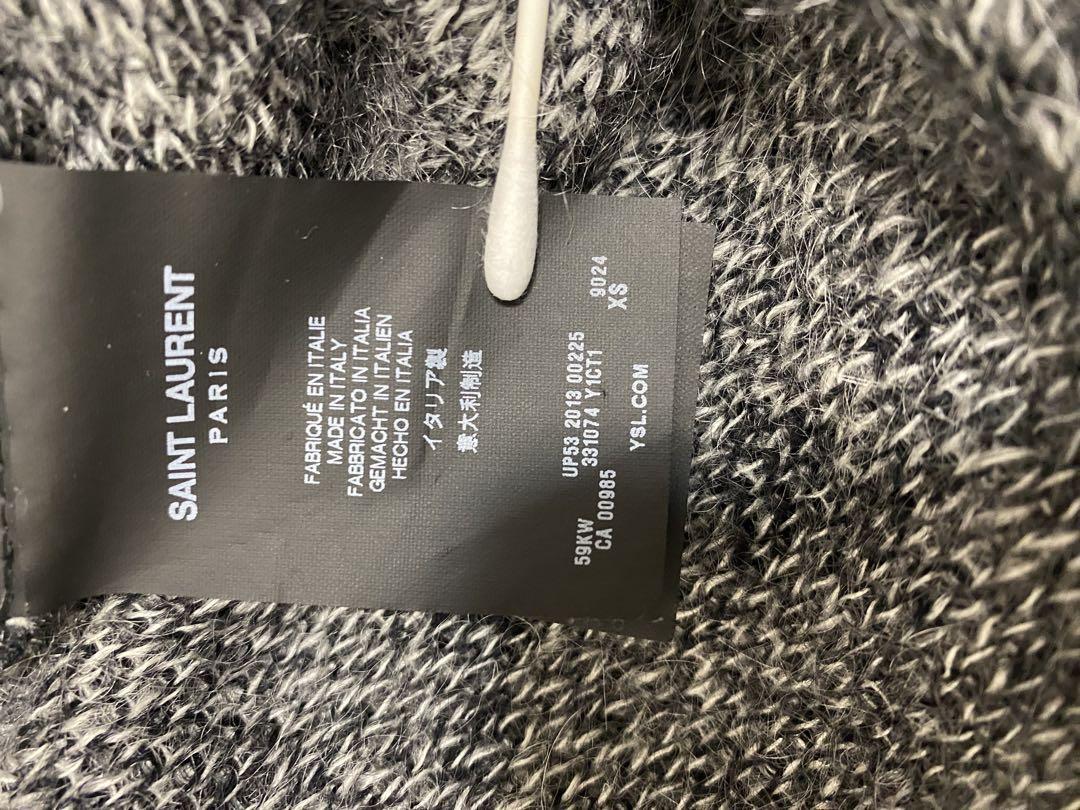 SAINT LAURENT
PARIS
FABRIQUÉ EN ITALIE
MADE IN ITALY
FABBRICATO IN ITALIA
GEMACHT IN ITALIEN
HECHO EN ITALIA
イタリア製
意大利制造
59KW UP53 2013 00225 9024
CA 00985 331074 Y1CT1 XS
YSL.COM